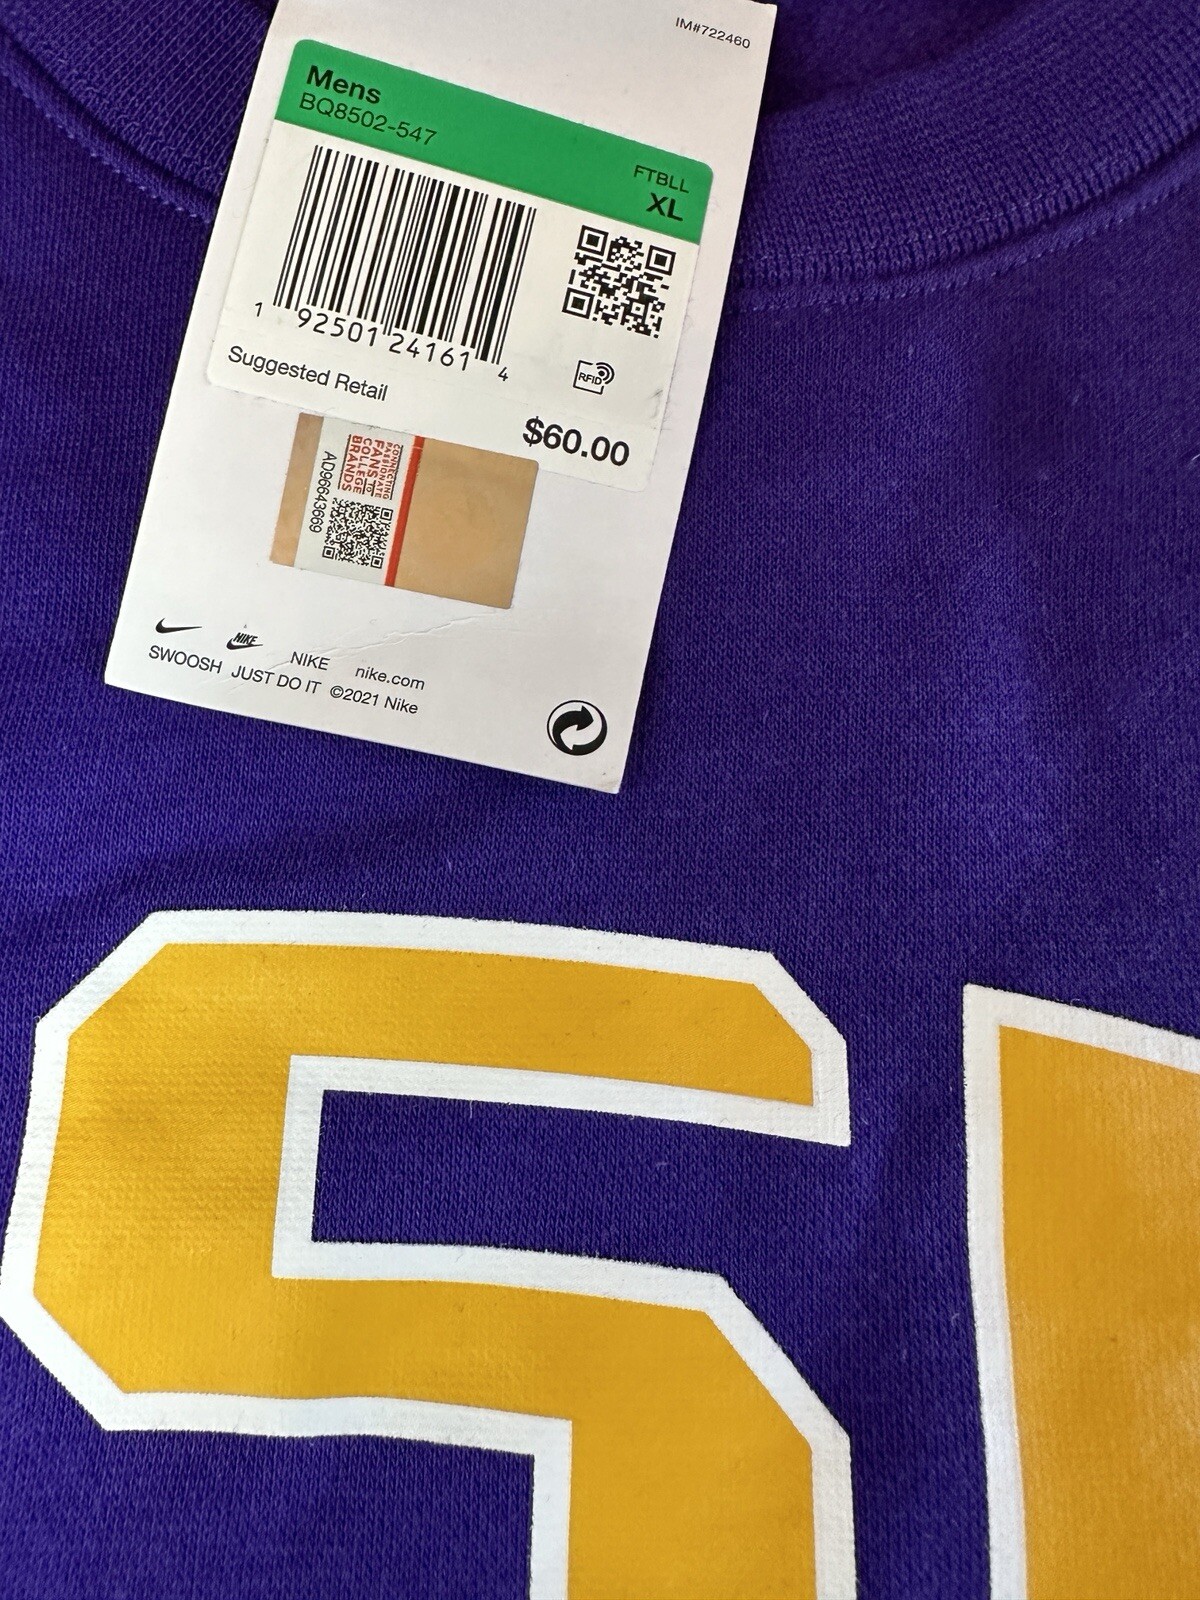 IM#722460
Mens
BQ8502-547
FTBLL
XL
1 92501 24161 4
RFID
Suggested Retail
$60.00
CONNECTING
PASSIONATE
FANS TO
COLLEGE
BRANDS
AD96643669
NIKE
NIKE nike.com
SWOOSH JUST DO IT ©2021 Nike
S